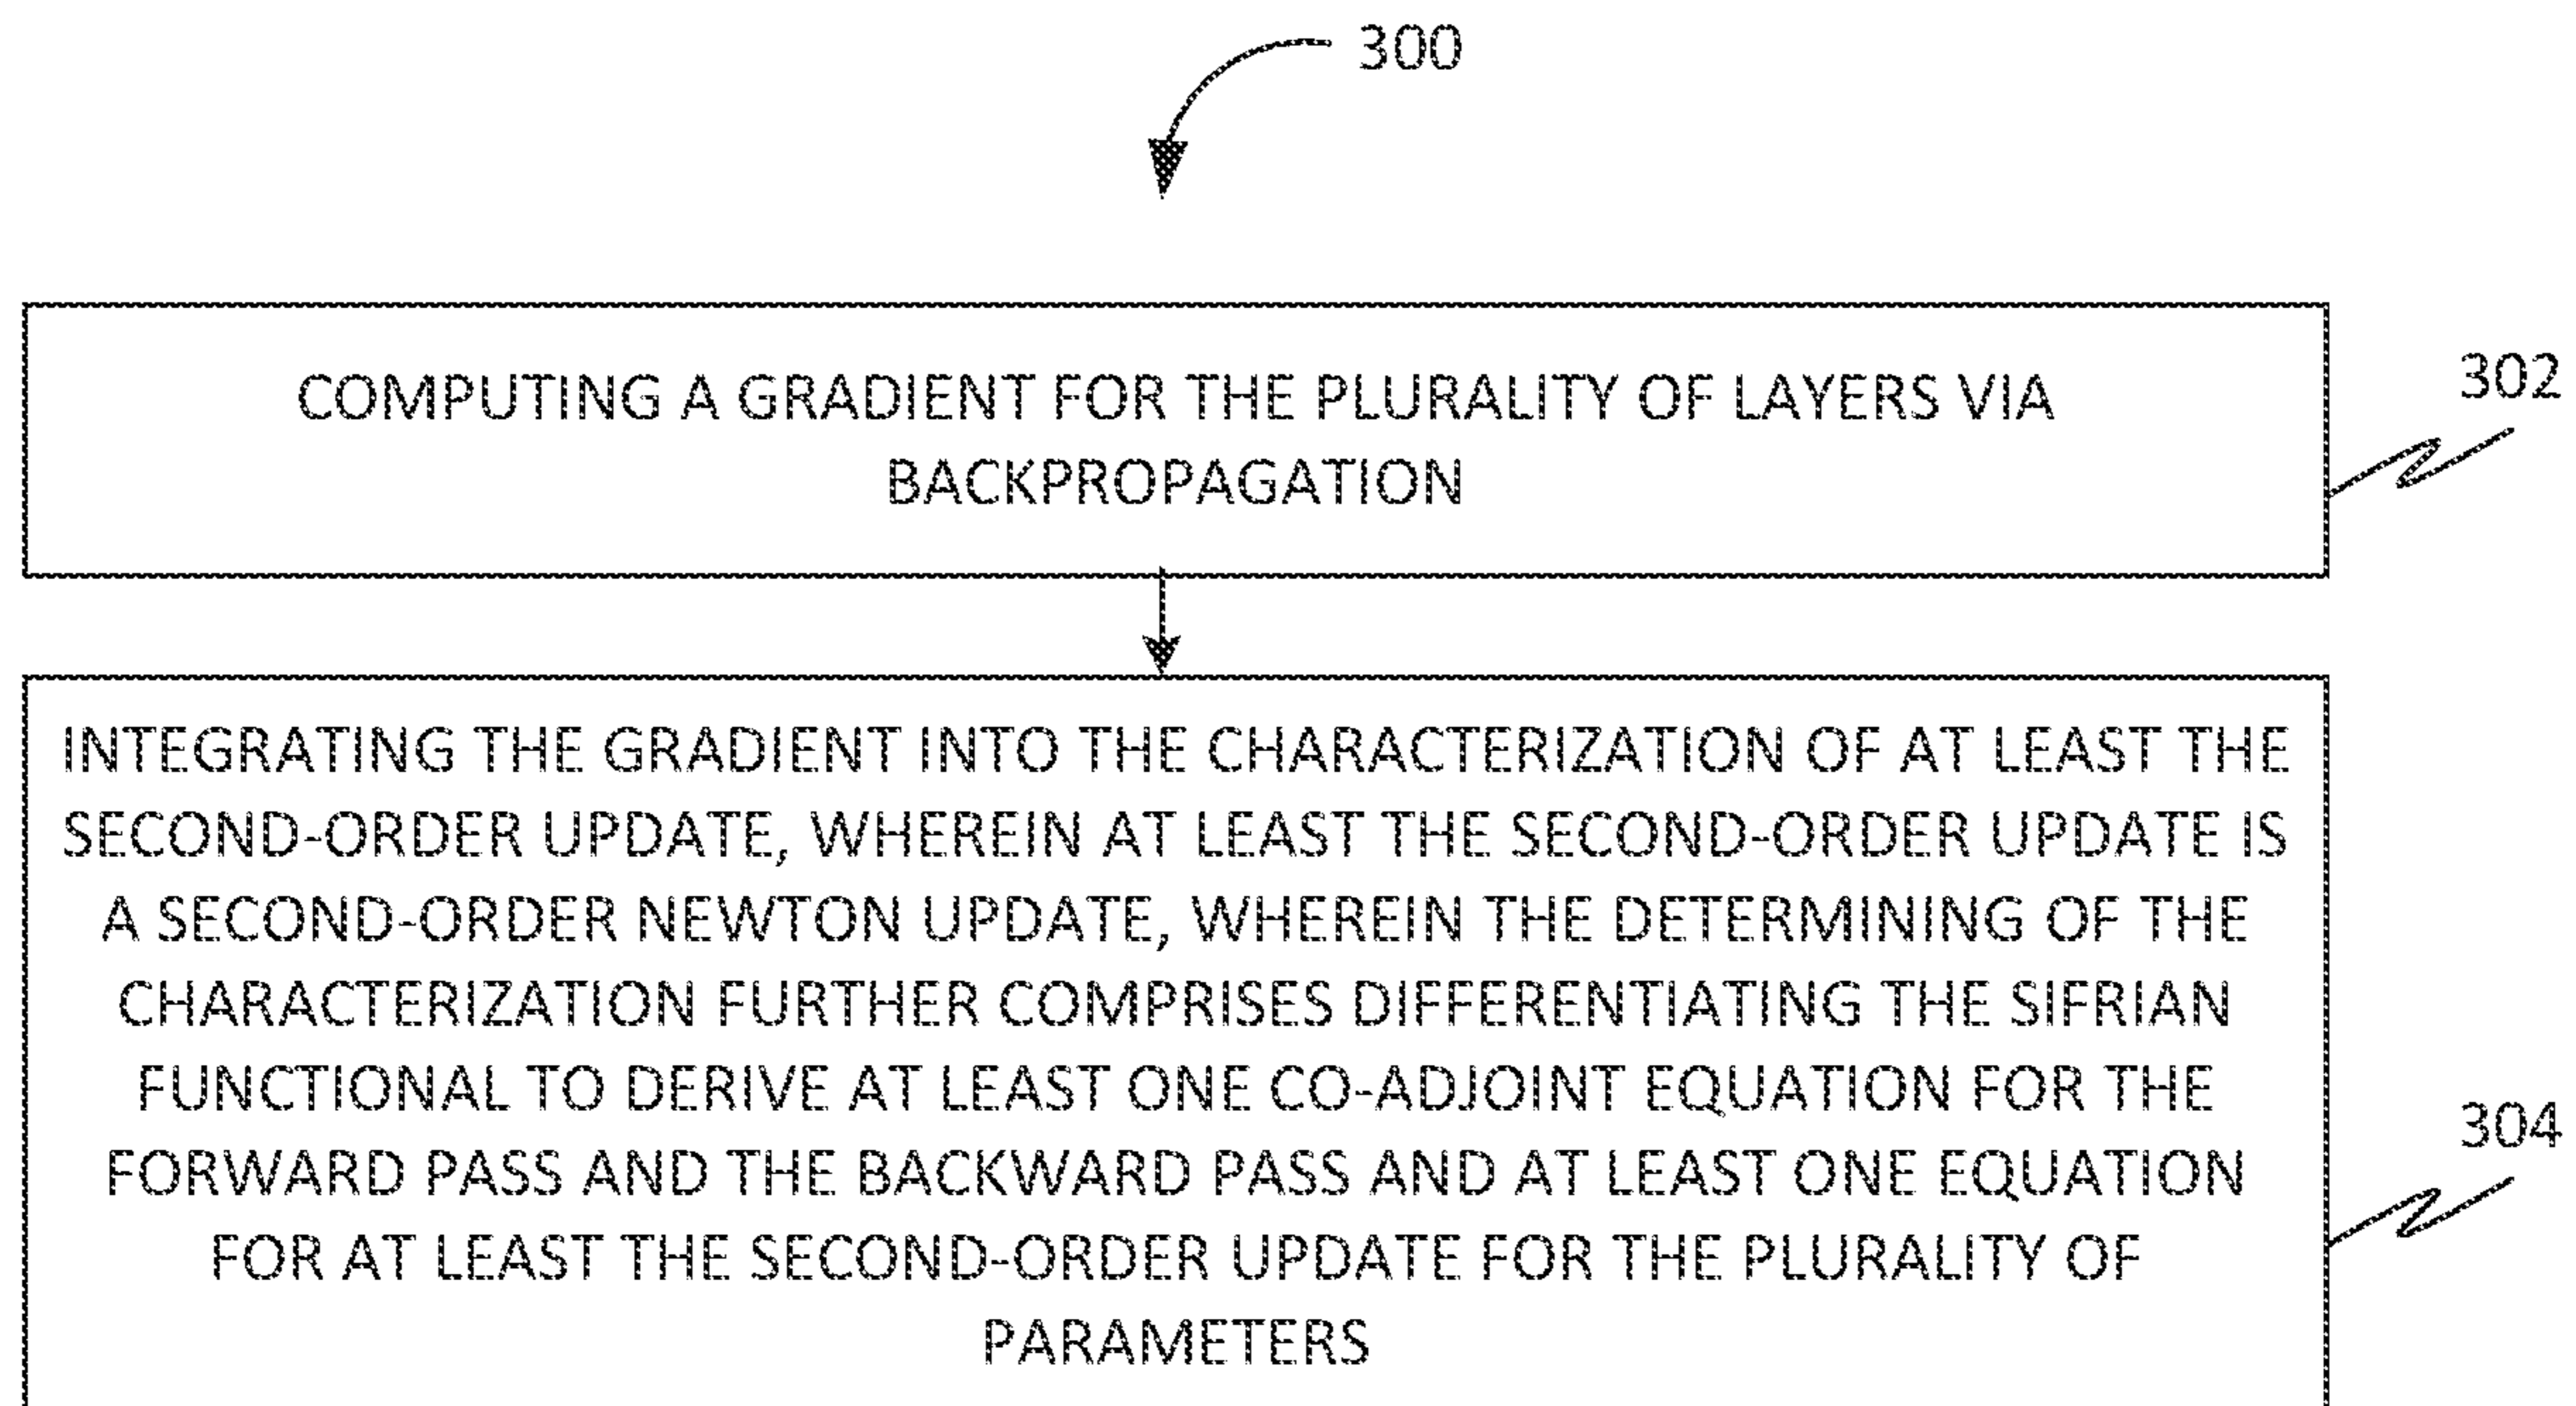 300
COMPUTING A GRADIENT FOR THE PLURALITY OF LAYERS VIA
BACKPROPAGATION
302
INTEGRATING THE GRADIENT INTO THE CHARACTERIZATION OF AT LEAST THE
SECOND-ORDER UPDATE, WHEREIN AT LEAST THE SECOND-ORDER UPDATE IS
A SECOND-ORDER NEWTON UPDATE, WHEREIN THE DETERMINING OF THE
CHARACTERIZATION FURTHER COMPRISES DIFFERENTIATING THE SIFRIAN
FUNCTIONAL TO DERIVE AT LEAST ONE CO-ADJOINT EQUATION FOR THE
FORWARD PASS AND THE BACKWARD PASS AND AT LEAST ONE EQUATION
FOR AT LEAST THE SECOND-ORDER UPDATE FOR THE PLURALITY OF
PARAMETERS
304